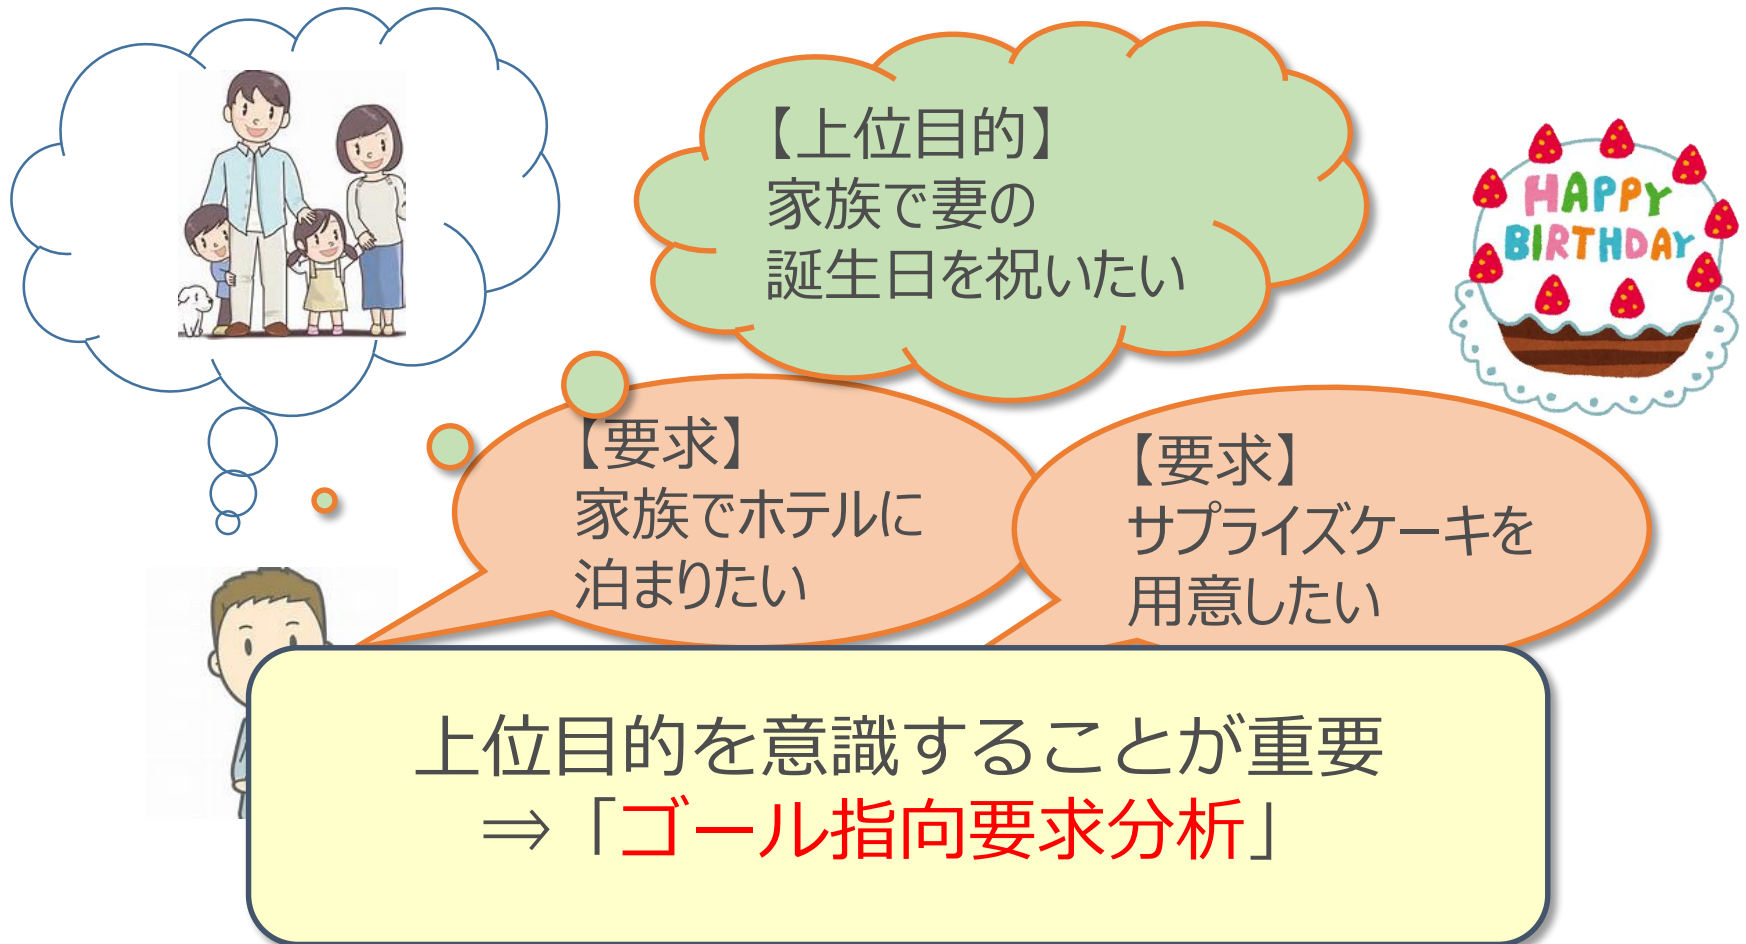 【上位目的】
家族で妻の
誕生日を祝いたい
HAPPY
BIRTHDAY
【要求】
家族でホテルに
泊まりたい
【要求】
サプライズケーキを
用意したい
上位目的を意識することが重要
⇒「ゴール指向要求分析」